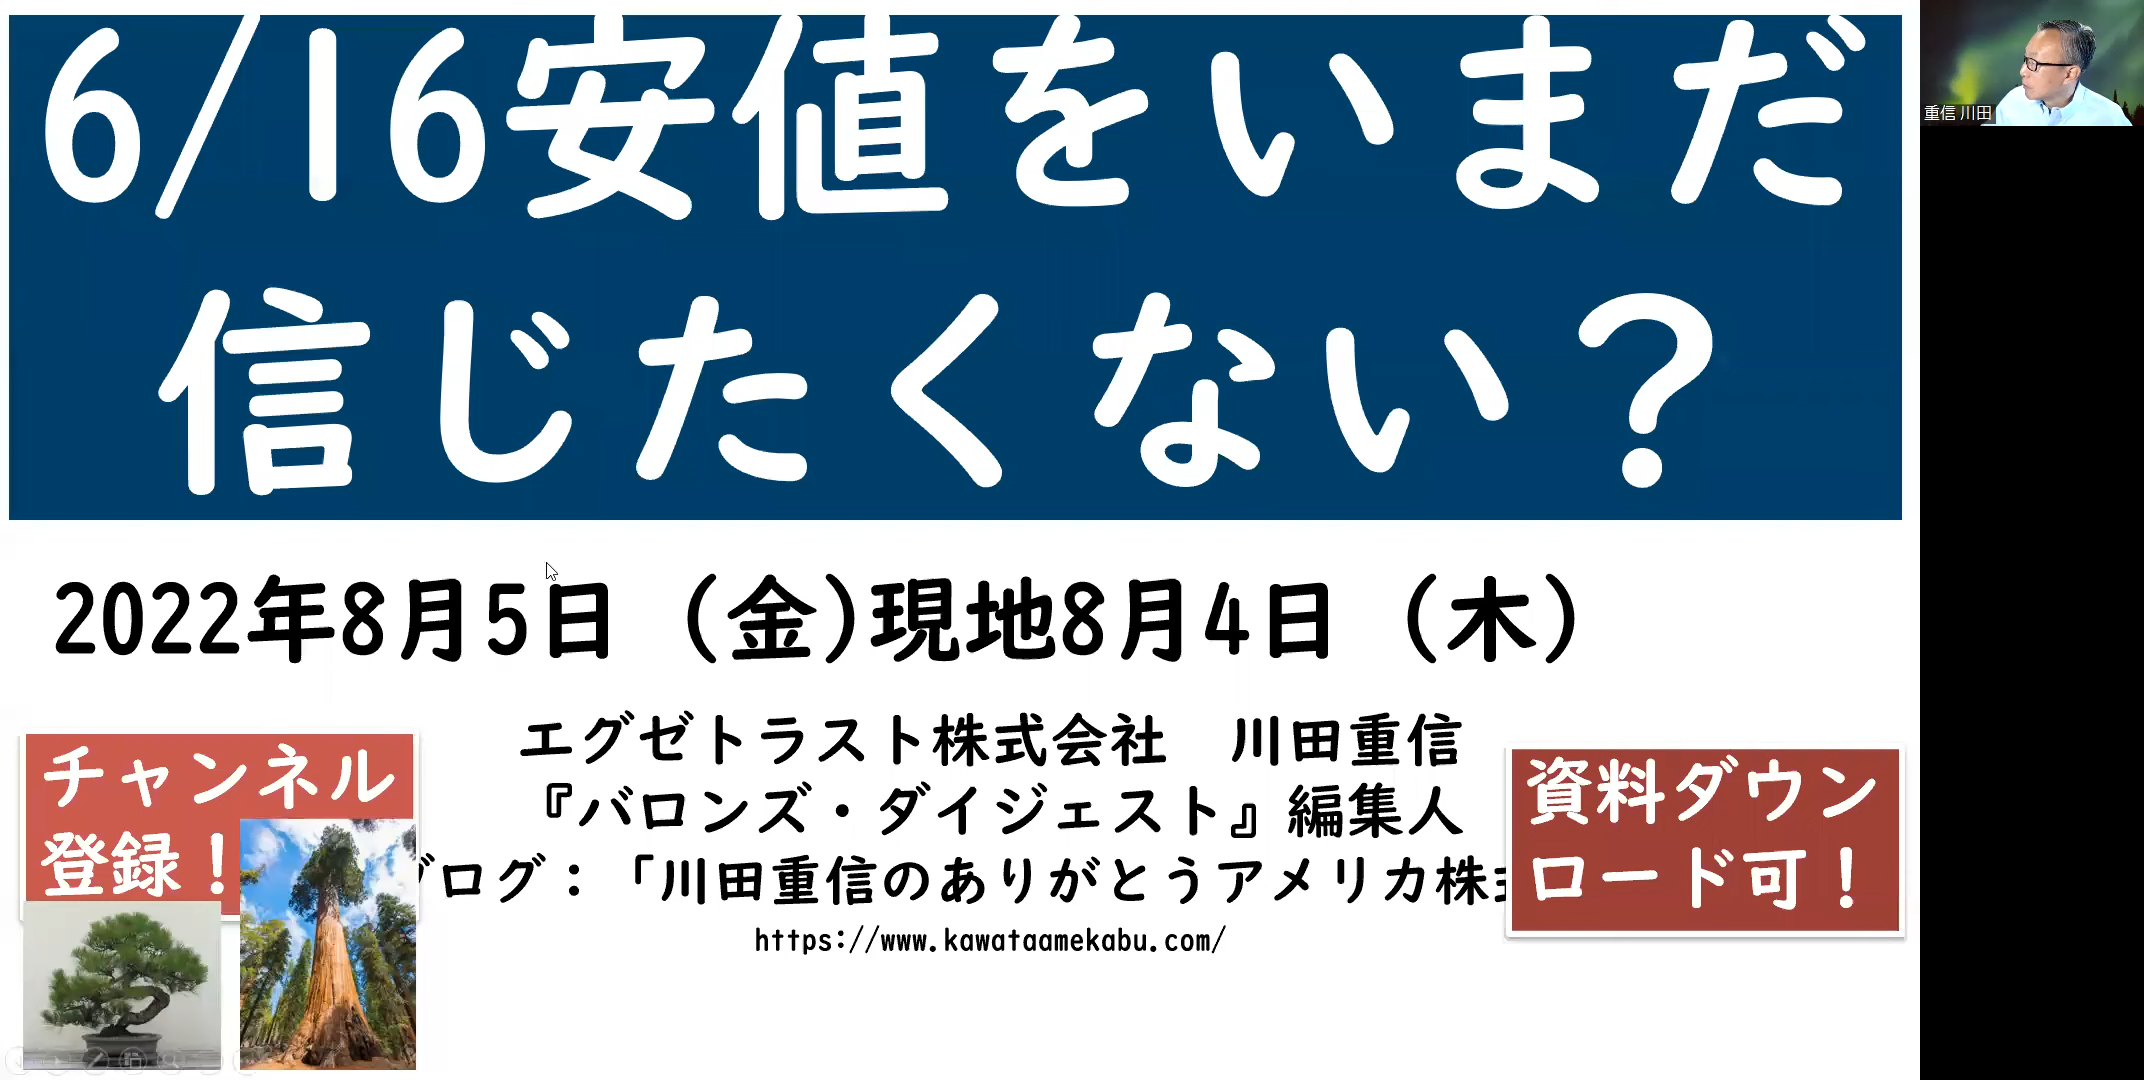 6/16安値をいまだ
信じたくない?
重信 川田
2022年8月5日 (金)現地8月4日 (木)
エグゼトラスト株式会社 川田重信
『バロンズ・ダイジェスト』編集人
ブログ:「川田重信のありがとうアメリカ株
https://www.kawataamekabu.com/
チャンネル
登録!
資料ダウン
ロード可!